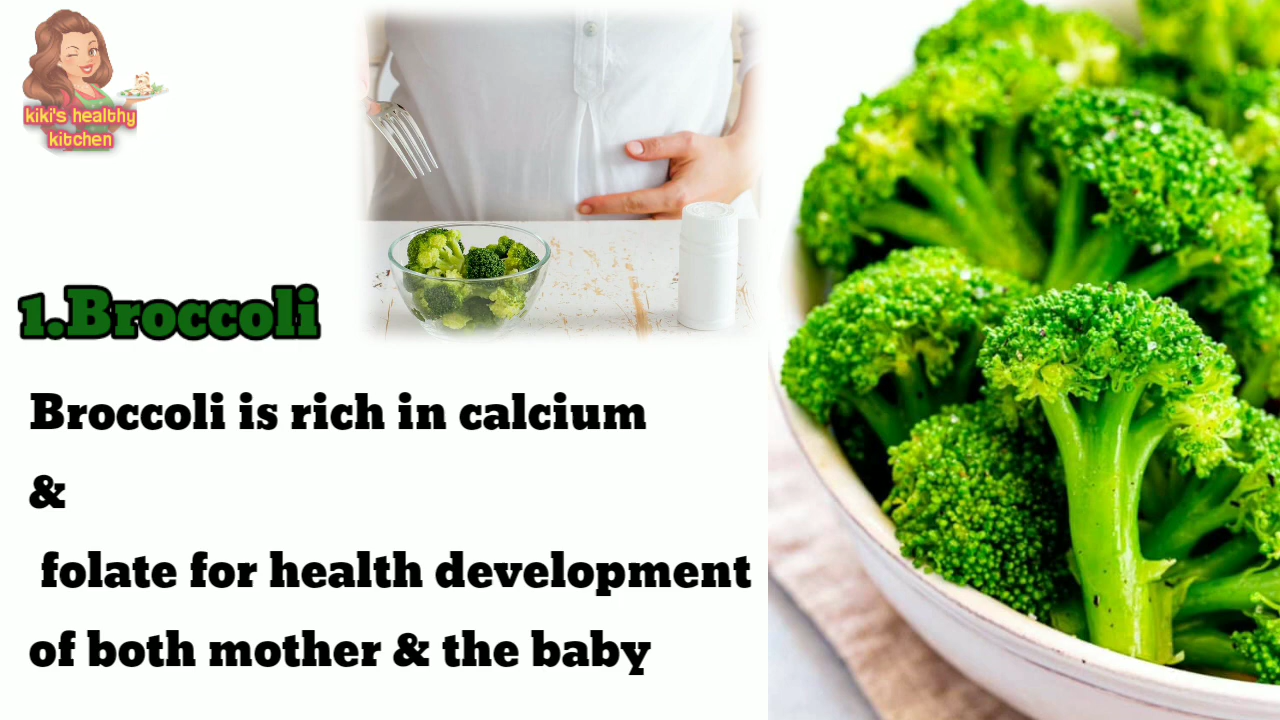 kiki's healthy
kitchen
1.Broccoli
Broccoli is rich in calcium
&
folate for health development
of both mother & the baby